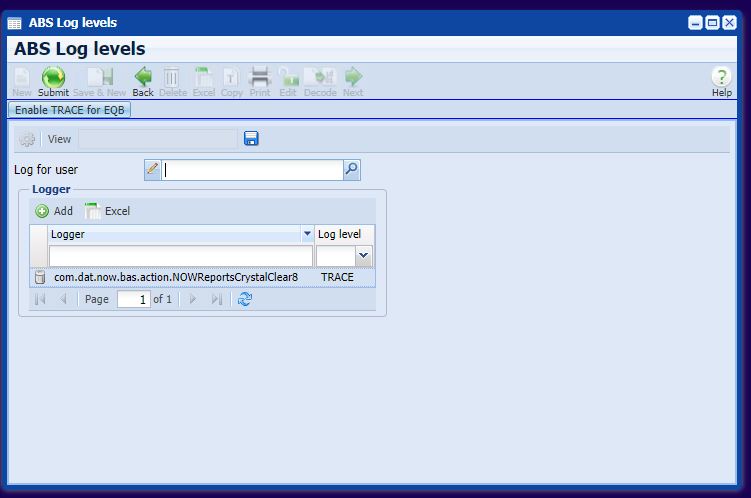 ABS Log levels
ABS Log levels
New Submit Save & New Back Delete Excel Copy Print Edit Decode Next Help
Enable TRACE for EQB
View
Log for user
Logger
Add Excel
Logger Log level
com.dat.now.bas.action.NOWReportsCrystalClear8 TRACE
Page 1 of 1